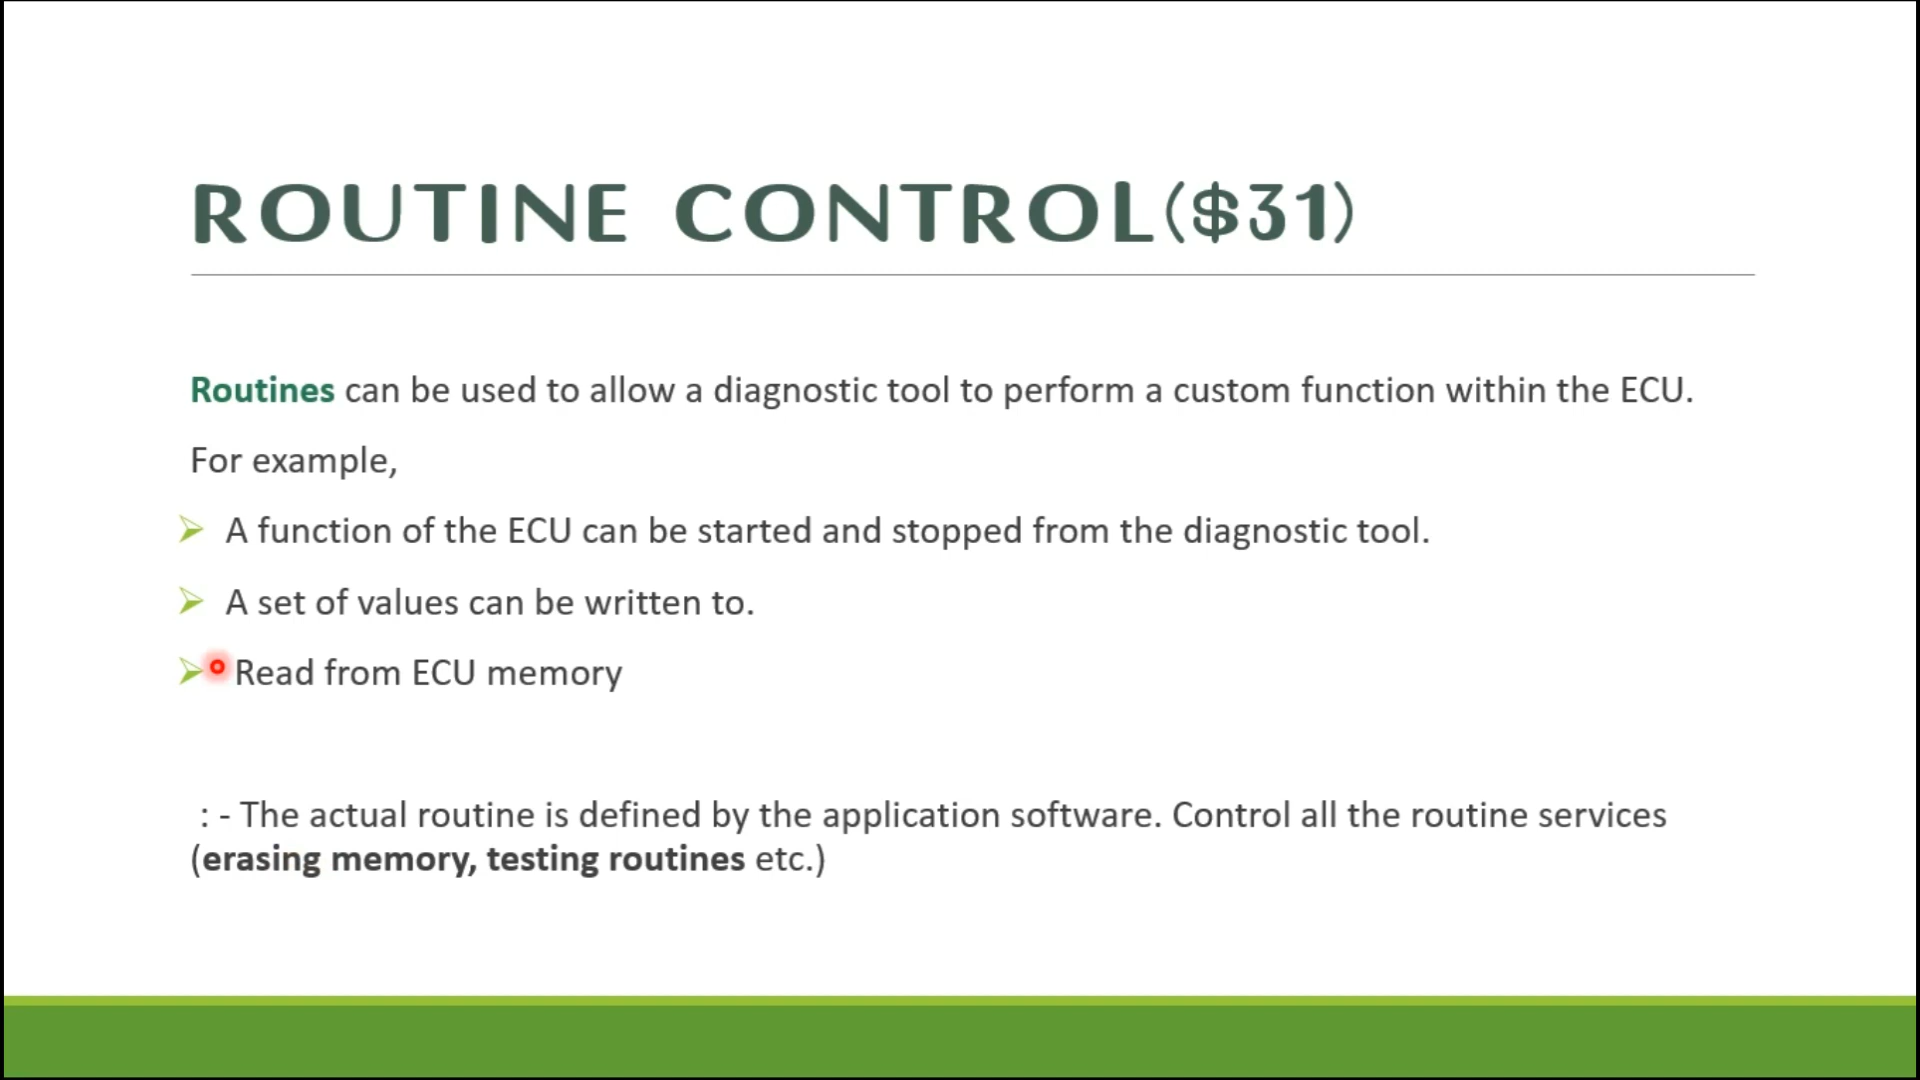 ROUTINE CONTROL($31)
Routines can be used to allow a diagnostic tool to perform a custom function within the ECU.
For example,
➢ A function of the ECU can be started and stopped from the diagnostic tool.
➢ A set of values can be written to.
➢ Read from ECU memory
: - The actual routine is defined by the application software. Control all the routine services
(erasing memory, testing routines etc.)